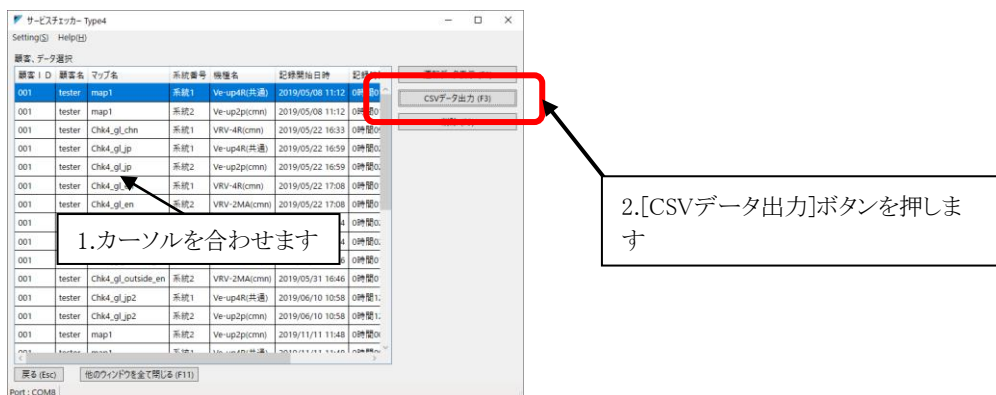 サービスチェッカー Type4
Setting(S) Help(H)
顧客、データ選択
顧客ID 顧客名 マップ名 系統番号 機種名 記録開始日時
001 tester map1 系統1 Ve-up4R(共通) 2019/05/08 11:12
CSVデータ出力 (F3)
001 tester map1 系統2 Ve-up2p(cmn) 2019/05/08 11:12
001 tester Chk4_gl_chn 系統1 VRV-4R(cmn) 2019/05/22 16:33
001 tester Chk4_gl_jp 系統1 Ve-up4R(共通) 2019/05/22 16:59
001 tester Chk4_gl_jp 系統2 Ve-up2p(cmn) 2019/05/22 16:59
001 tester 系統1 VRV-4R(cmn) 2019/05/22 17:08
001 tester Chk4_gl_en 系統2 VRV-2MA(cmn) 2019/05/22 17:08
001
001
001
1.カーソルを合わせます
2.[CSVデータ出力]ボタンを押しま
す
001 tester Chk4_gl_outside_en 系統2 VRV-2MA(cmn) 2019/05/31 16:46
001 tester Chk4_gl_jp2 系統1 Ve-up4R(共通) 2019/06/10 10:58
001 tester Chk4_gl_jp2 系統2 Ve-up2p(cmn) 2019/06/10 10:58
001 tester map1 系統2 Ve-up2p(cmn) 2019/11/11 11:48
戻る (Esc) 他のウィンドウを全て閉じる (F11)
Port : COM8